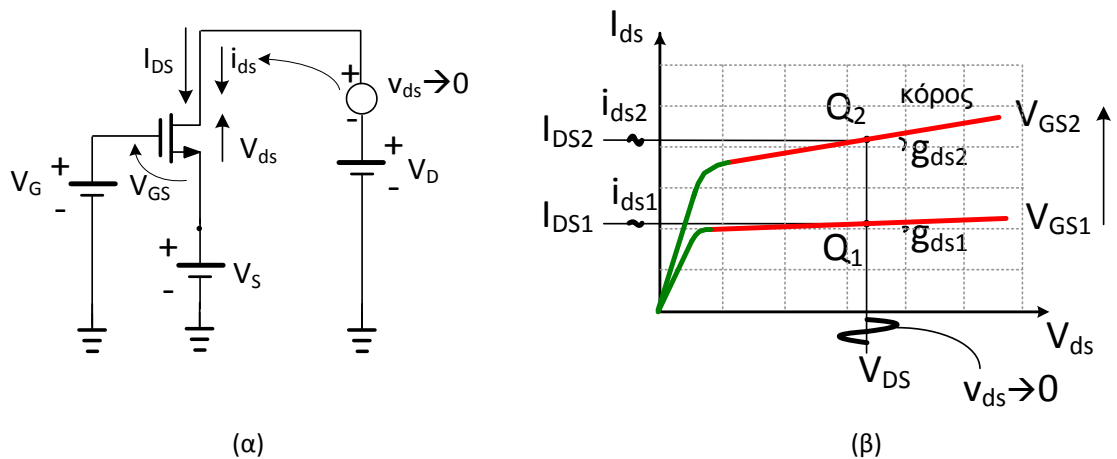 I_DS
i_ds
+
v_ds→0
-
+
V_G
-
V_GS
V_ds
+
V_D
-
+
V_S
-
(α)
I_ds
i_ds2
I_DS2
Q_2
κόρος
V_GS2
g_ds2
i_ds1
I_DS1
Q_1
g_ds1
V_GS1
V_ds
V_DS
v_ds→0
(β)